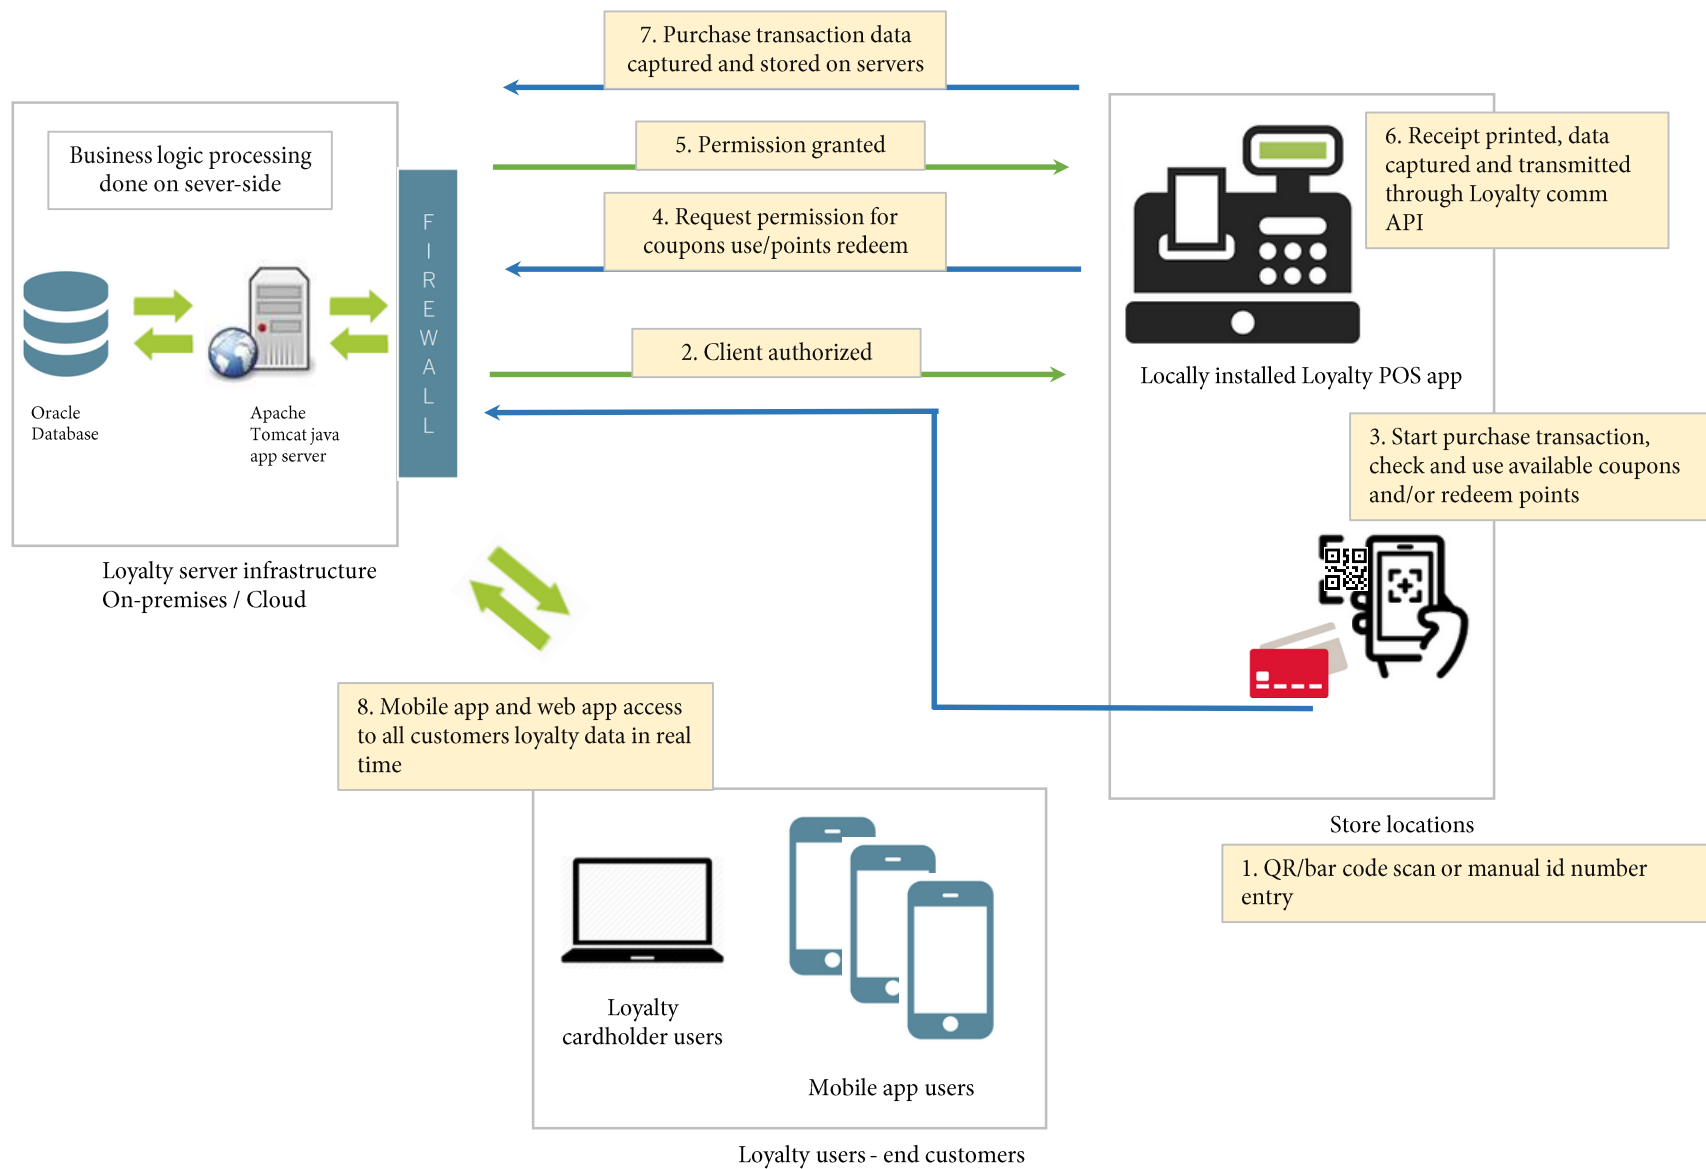 7. Purchase transaction data
captured and stored on servers
5. Permission granted
4. Request permission for
coupons use/points redeem
2. Client authorized
Business logic processing
done on sever-side
FIREWALL
Oracle
Database
Apache
Tomcat java
app server
Loyalty server infrastructure
On-premises / Cloud
6. Receipt printed, data
captured and transmitted
through Loyalty comm
API
Locally installed Loyalty POS app
3. Start purchase transaction,
check and use available coupons
and/or redeem points
Store locations
1. QR/bar code scan or manual id number
entry
8. Mobile app and web app access
to all customers loyalty data in real
time
Loyalty
cardholder users
Mobile app users
Loyalty users - end customers